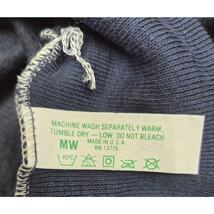 MACHINE WASH SEPARATELY WARM,
TUMBLE DRY — LOW, DO NOT BLEACH
MW MADE IN U.S.A.
RN 13775
40°C